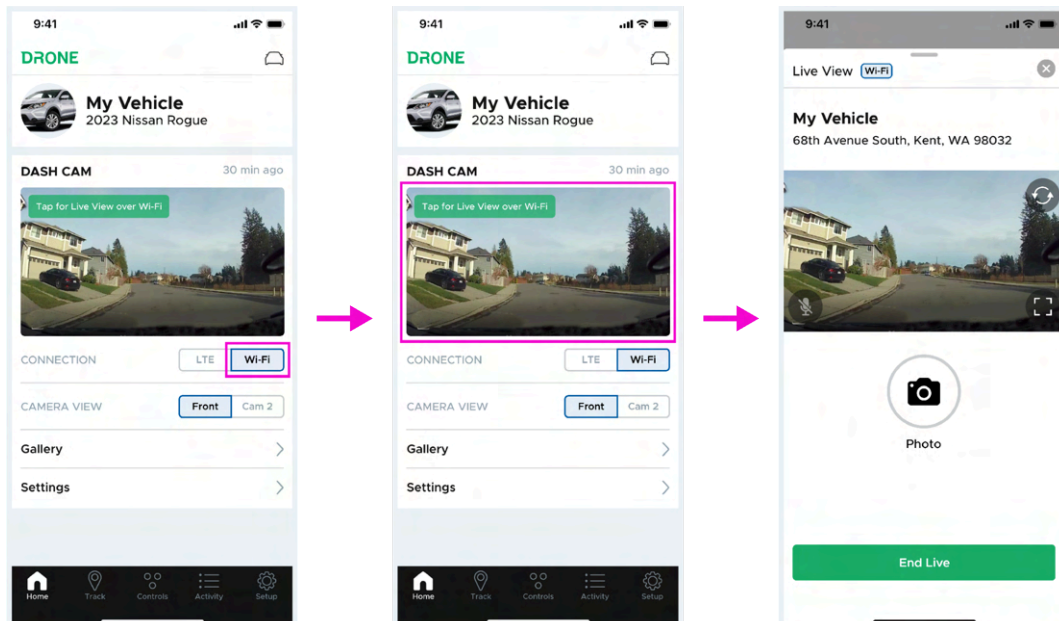 9:41
DRONE
My Vehicle
2023 Nissan Rogue
DASH CAM
30 min ago
Tap for Live View over Wi-Fi
CONNECTION
LTE
Wi-Fi
CAMERA VIEW
Front
Cam 2
Gallery
Settings
Home
Track
Controls
Activity
Setup
9:41
DRONE
My Vehicle
2023 Nissan Rogue
DASH CAM
30 min ago
Tap for Live View over Wi-Fi
CONNECTION
LTE
Wi-Fi
CAMERA VIEW
Front
Cam 2
Gallery
Settings
Home
Track
Controls
Activity
Setup
9:41
Live View Wi-Fi
My Vehicle
68th Avenue South, Kent, WA 98032
Photo
End Live